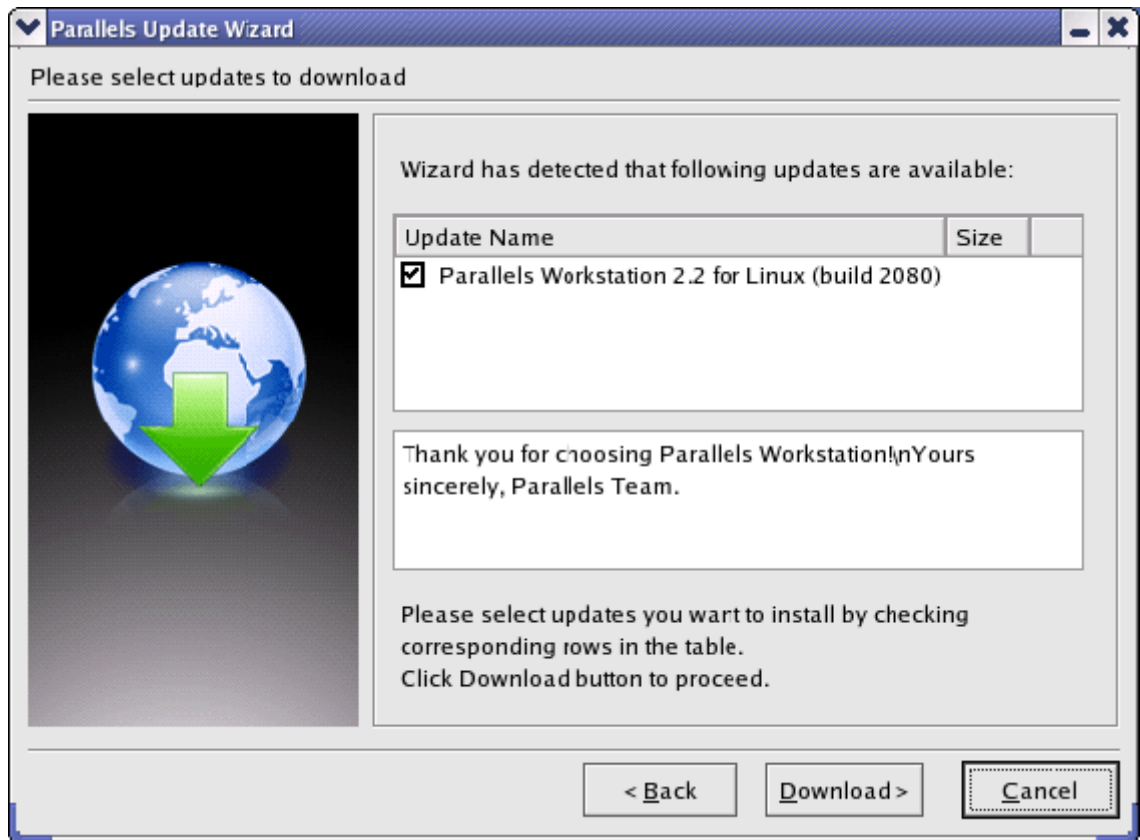 Parallels Update Wizard
Please select updates to download
Wizard has detected that following updates are available:
Update Name Size
Parallels Workstation 2.2 for Linux (build 2080)
Thank you for choosing Parallels Workstation!\nYours
sincerely, Parallels Team.
Please select updates you want to install by checking
corresponding rows in the table.
Click Download button to proceed.
< Back Download > Cancel